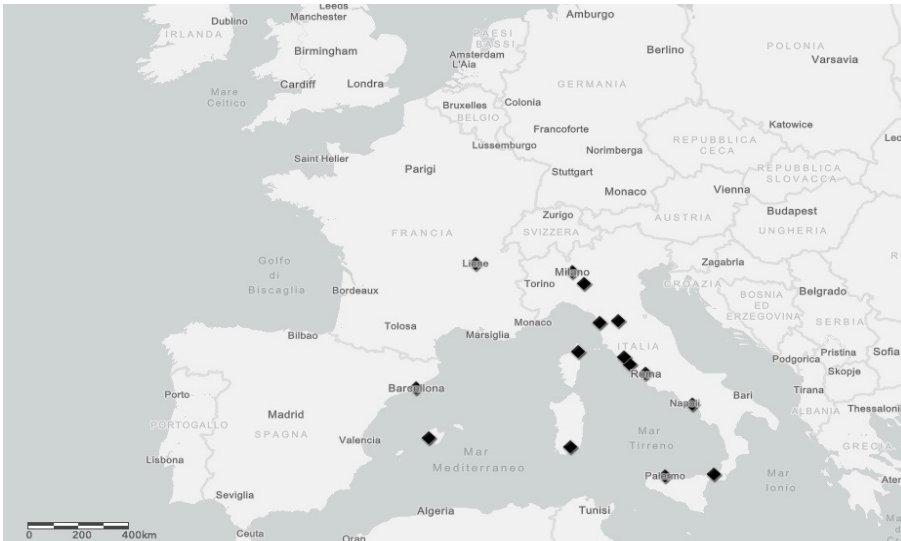 Leeds
Amburgo
Dublino
Manchester
IRLANDA
PAESI
BASSI
Berlino
POLONIA
Birmingham
Amsterdam
Varsavia
L'Aia
Cardiff
Londra
GERMANIA
Mare
Celtico
Bruxelles
Colonia
BELGIO
Katowice
Francoforte
Lussemburgo
Norimberga
REPUBBLICA
CECA
Saint Helier
Parigi
Stuttgart
REPUBBLICA
SLOVACCA
Monaco
Vienna
Zurigo
AUSTRIA
Budapest
FRANCIA
SVIZZERA
UNGHERIA
Golfo
di
Biscaglia
Lione
Milano
Zagabria
Torino
CROAZIA
Bordeaux
BOSNIA
ED
ERZEGOVINA
Belgrado
Tolosa
Monaco
Marsiglia
SERBIA
Bilbao
ITALIA
Podgorica
Pristina
Sofia
Skopje
Roma
Barcellona
Tirana
Porto
Napoli
Bari
ALBANIA
Thessaloni
Madrid
PORTOGALLO
SPAGNA
Valencia
Mar
Tirreno
GRECI
Mar
Mediterraneo
Lisbona
Palermo
Mar
Ionio
Ater
Seviglia
Algeria
Tunisi
Ceuta
Oran
0 200 400km